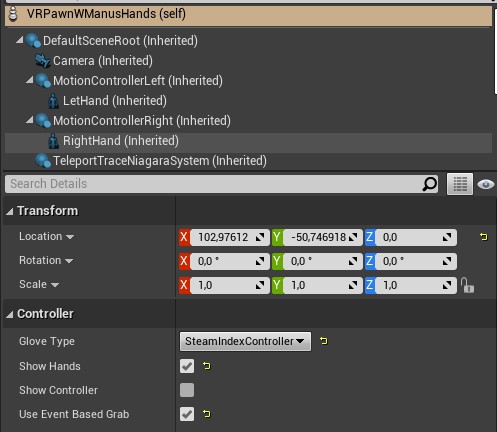 VRPawnWManusHands (self)
DefaultSceneRoot (Inherited)
Camera (Inherited)
MotionControllerLeft (Inherited)
LetHand (Inherited)
MotionControllerRight (Inherited)
RightHand (Inherited)
TeleportTraceNiagaraSystem (Inherited)
Search Details
Transform
Location X 102,97612 Y -50,746918 Z 0,0
Rotation X 0,0 ° Y 0,0 ° Z 0,0 °
Scale X 1,0 Y 1,0 Z 1,0
Controller
Glove Type SteamIndexController
Show Hands
Show Controller
Use Event Based Grab